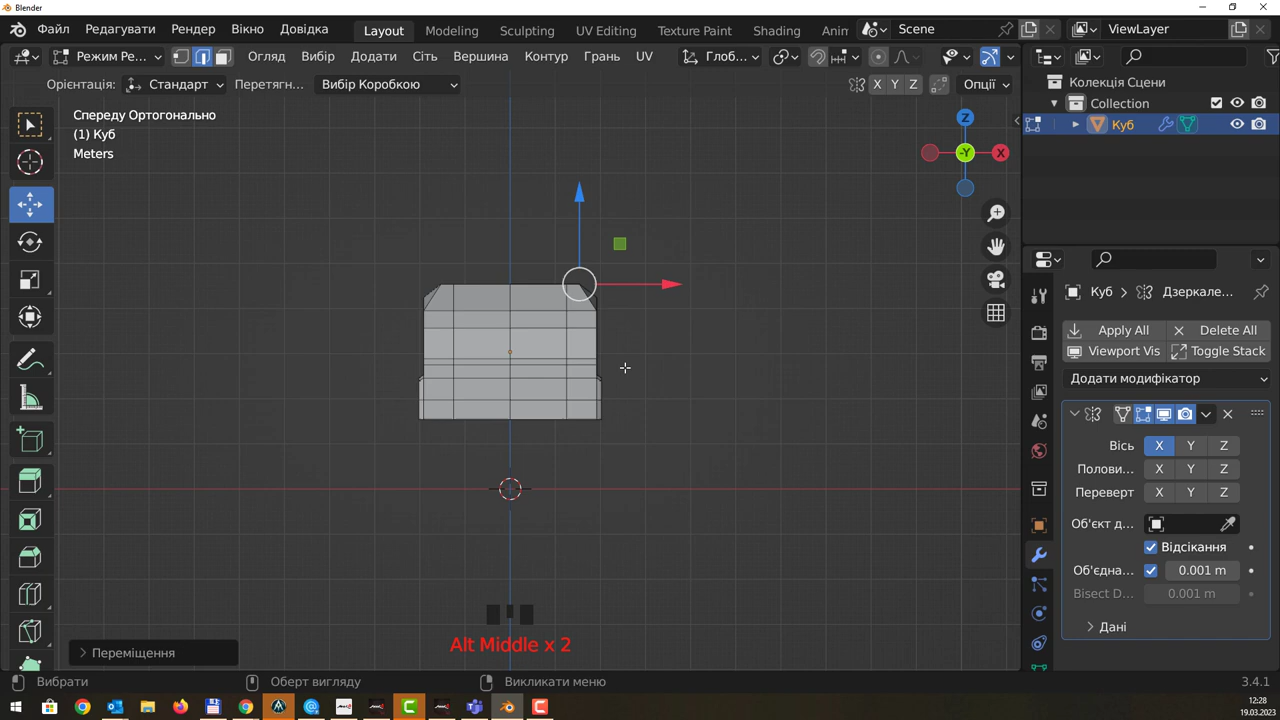 Blender
Файл Редагувати Рендер Вікно Довідка Layout Modeling Sculpting UV Editing Texture Paint Shading Anim Scene ViewLayer
Режим Ре... Огляд Вибір Додати Сіть Вершина Контур Грань UV Глоб...
Орієнтація: Стандарт Перетягн... Вибір Коробкою X Y Z Опції
Колекція Сцени
Collection
Куб
Спереду Ортогонально
(1) Куб
Meters
Z
-Y
X
Куб Дзеркале...
Apply All Delete All
Viewport Vis Toggle Stack
Додати модифікатор
Вісь X Y Z
Полови... X Y Z
Переверт X Y Z
Об'єкт д...
Відсікання
Об'єдна... 0.001 m
Bisect D... 0.001 m
Дані
Alt Middle x 2
Переміщення
Вибрати Оберт вигляду Викликати меню 3.4.1
12:28
19.03.2023